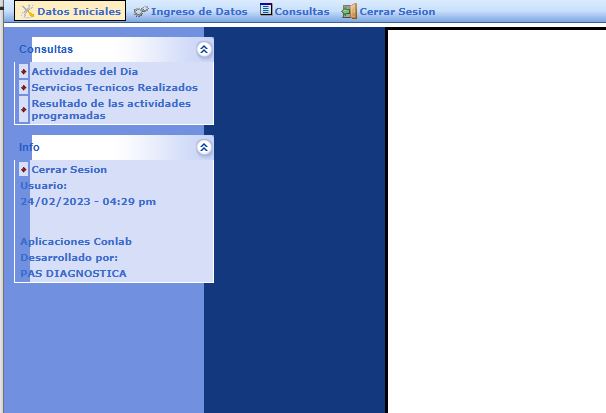 Datos Iniciales Ingreso de Datos Consultas Cerrar Sesion
Consultas
Actividades del Dia
Servicios Tecnicos Realizados
Resultado de las actividades
programadas
Info
Cerrar Sesion
Usuario:
24/02/2023 - 04:29 pm
Aplicaciones Conlab
Desarrollado por:
PAS DIAGNOSTICA